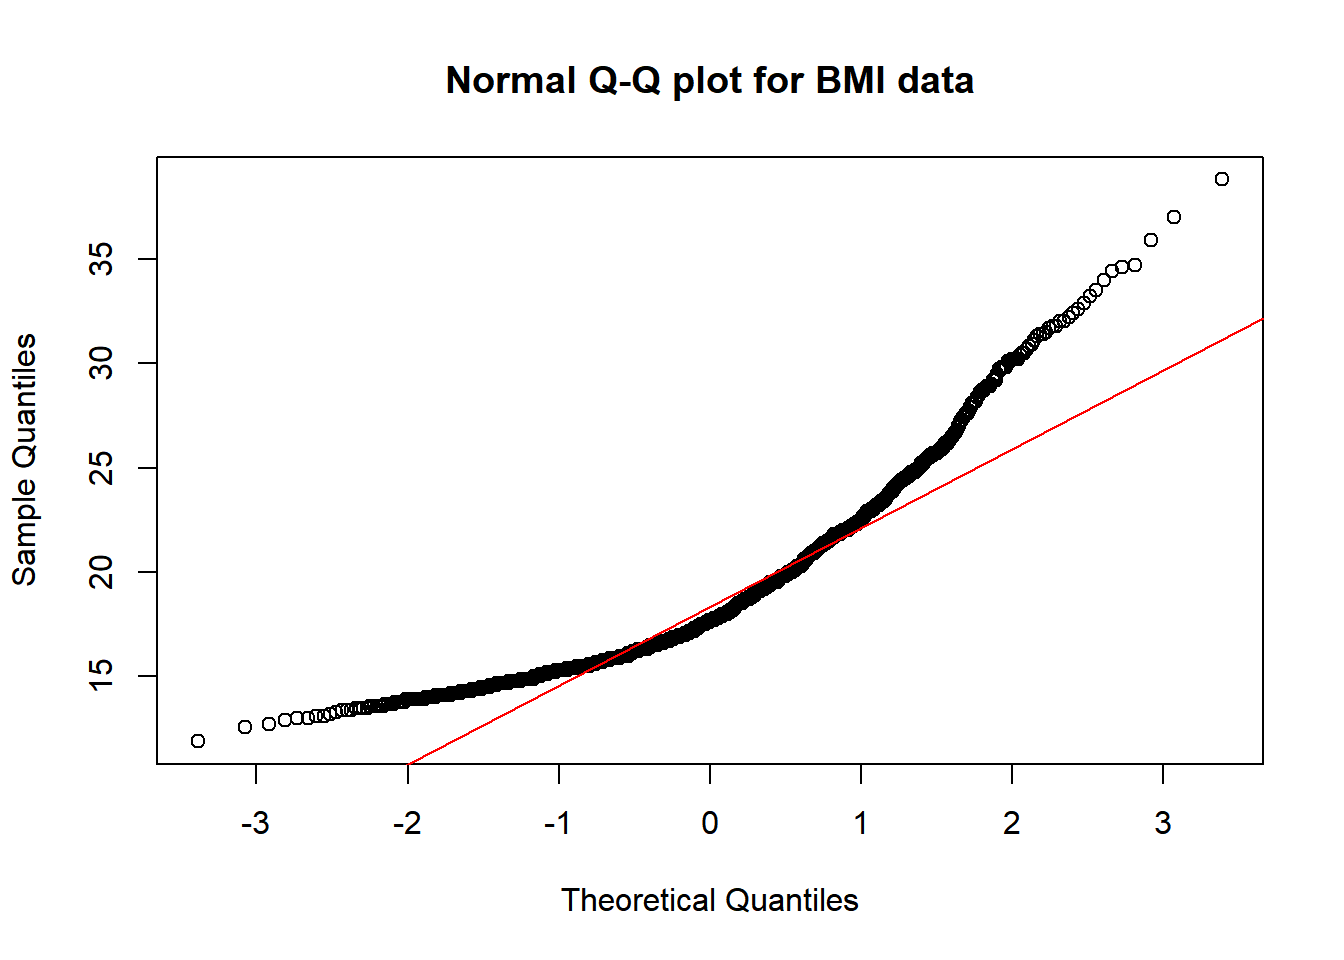 Normal Q-Q plot for BMI data
Sample Quantiles
35
30
25
20
15
-3 -2 -1 0 1 2 3
Theoretical Quantiles